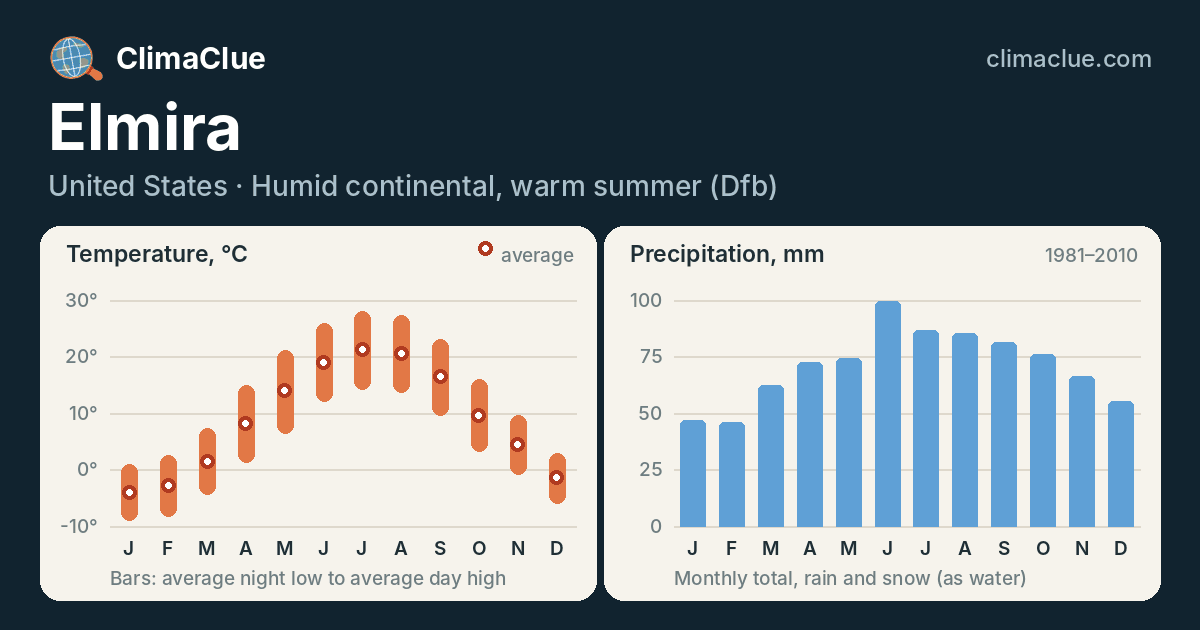 ClimaClue
climaclue.com
Elmira
United States · Humid continental, warm summer (Dfb)
Temperature, °C
average
30°
20°
10°
0°
-10°
J F M A M J J A S O N D
Bars: average night low to average day high
Precipitation, mm
1981–2010
100
75
50
25
0
J F M A M J J A S O N D
Monthly total, rain and snow (as water)